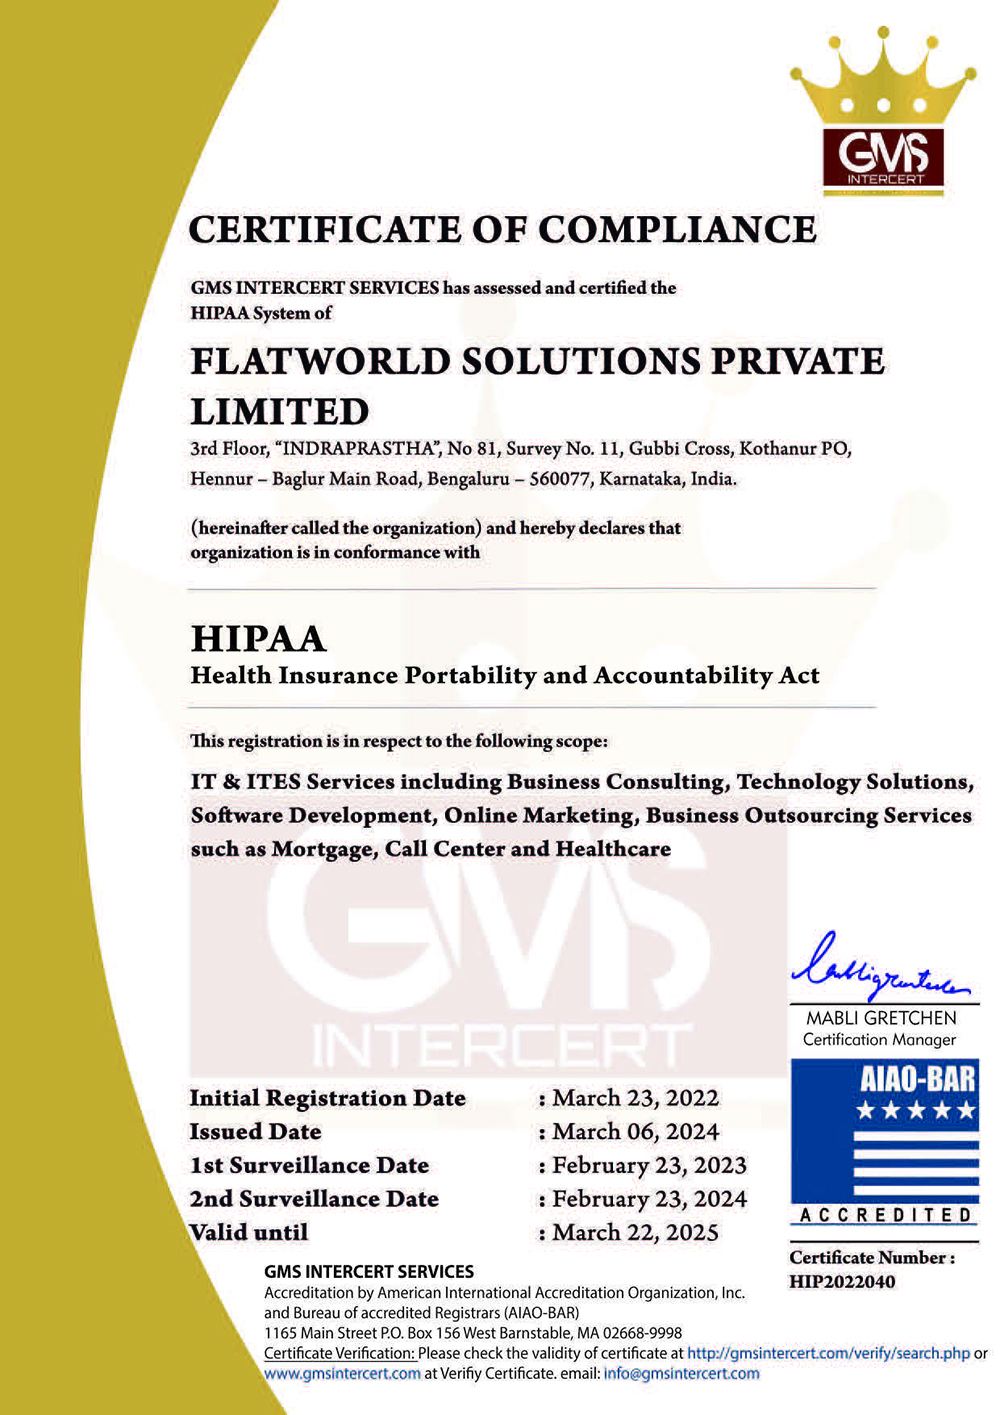 GMS
INTERCERT
CERTIFICATE OF COMPLIANCE
GMS INTERCERT SERVICES has assessed and certified the
HIPAA System of
FLATWORLD SOLUTIONS PRIVATE
LIMITED
3rd Floor, “INDRAPRASTHA”, No 81, Survey No. 11, Gubbi Cross, Kothanur PO,
Hennur – Baglur Main Road, Bengaluru – 560077, Karnataka, India.
(hereinafter called the organization) and hereby declares that
organization is in conformance with
HIPAA
Health Insurance Portability and Accountability Act
This registration is in respect to the following scope:
IT & ITES Services including Business Consulting, Technology Solutions,
Software Development, Online Marketing, Business Outsourcing Services
such as Mortgage, Call Center and Healthcare
GMS
INTERCERT
MABLI GRETCHEN
Certification Manager
AIAO-BAR
ACCREDITED
Initial Registration Date : March 23, 2022
Issued Date : March 06, 2024
1st Surveillance Date : February 23, 2023
2nd Surveillance Date : February 23, 2024
Valid until : March 22, 2025
Certificate Number :
HIP2022040
GMS INTERCERT SERVICES
Accreditation by American International Accreditation Organization, Inc.
and Bureau of accredited Registrars (AIAO-BAR)
1165 Main Street P.O. Box 156 West Barnstable, MA 02668-9998
Certificate Verification: Please check the validity of certificate at http://gmsintercert.com/verify/search.php or
www.gmsintercert.com at Verifiy Certificate. email: info@gmsintercert.com